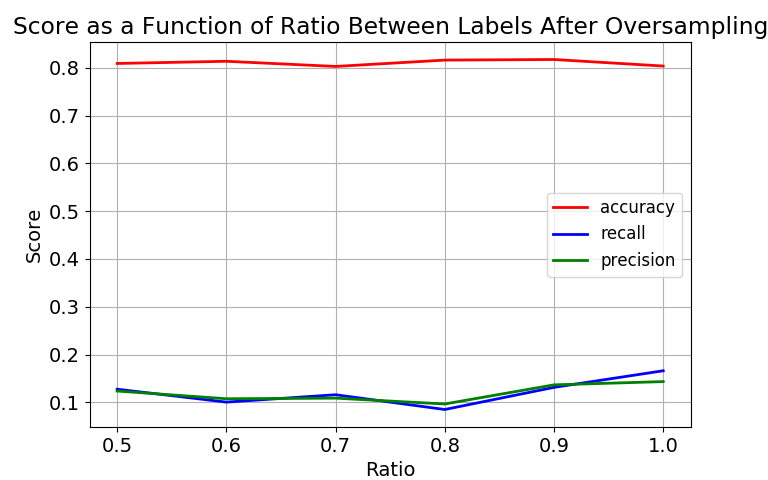 Score as a Function of Ratio Between Labels After Oversampling
0.8
0.7
0.6
0.5
0.4
0.3
0.2
0.1
Score
accuracy
recall
precision
0.5 0.6 0.7 0.8 0.9 1.0
Ratio